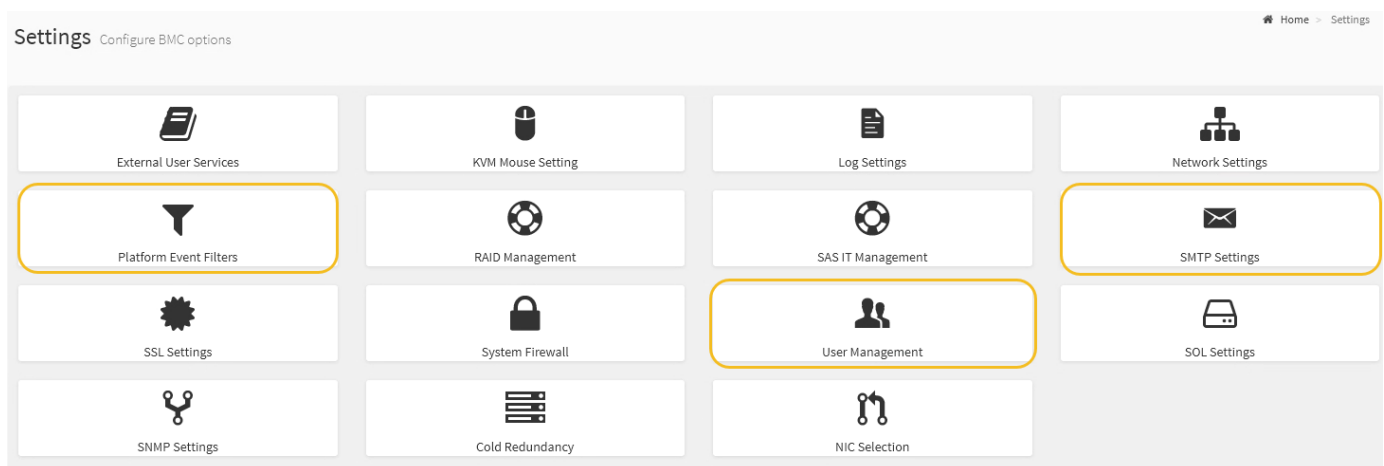 Settings Configure BMC options
Home > Settings
External User Services
KVM Mouse Setting
Log Settings
Network Settings
Platform Event Filters
RAID Management
SAS IT Management
SMTP Settings
SSL Settings
System Firewall
User Management
SOL Settings
SNMP Settings
Cold Redundancy
NIC Selection